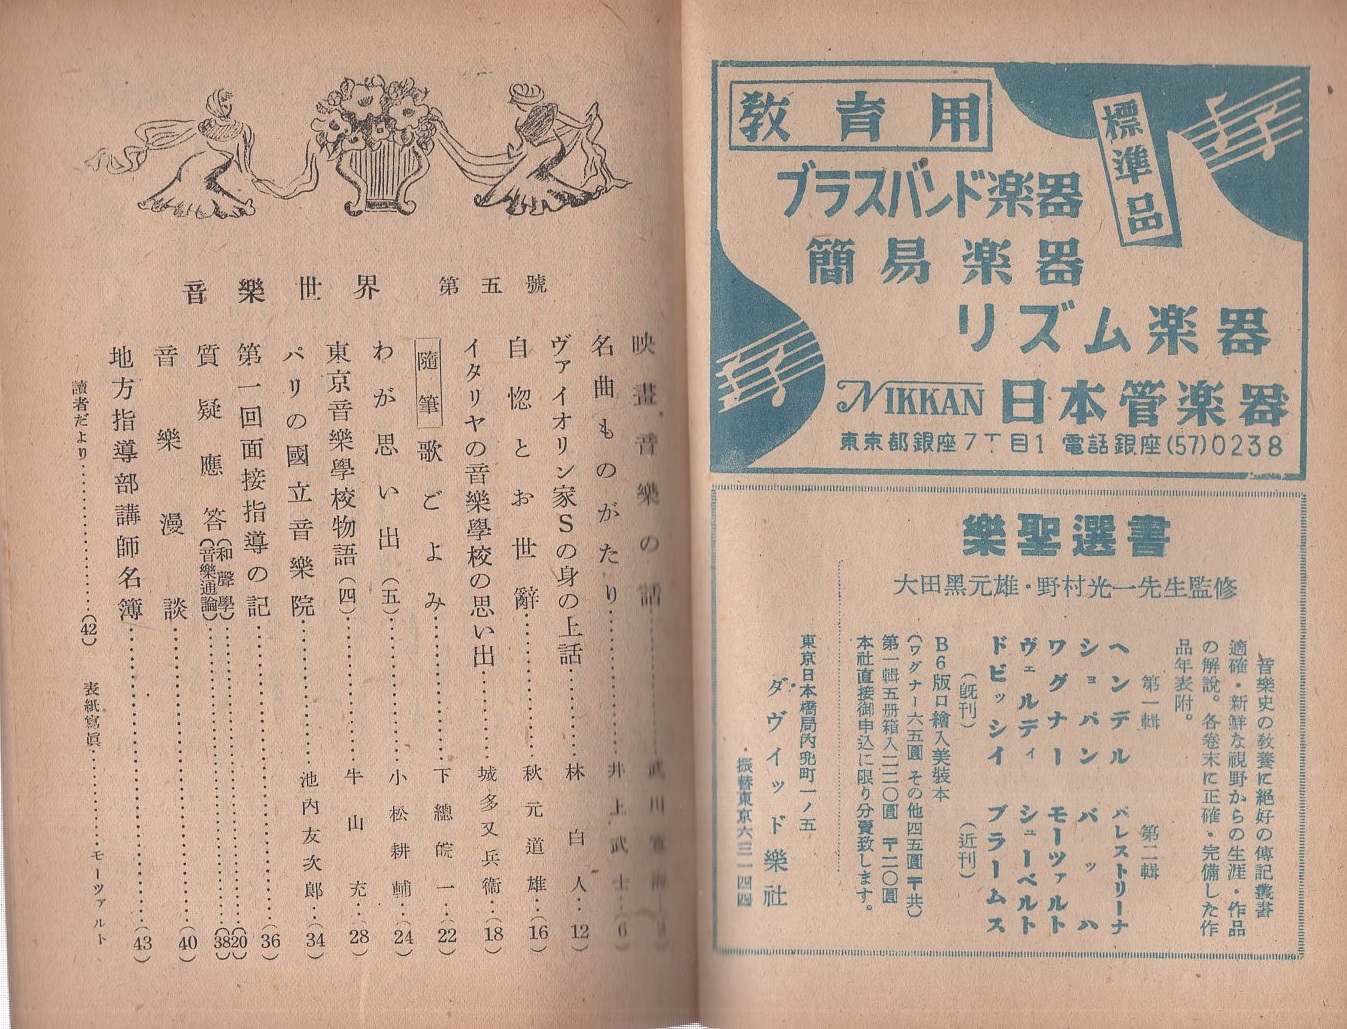 教育用
標準品
ブラスバンド楽器
簡易楽器
リズム楽器
NIKKAN 日本管楽器
東京都銀座7丁目1 電話銀座(57)0238
樂聖選書
大田黑元雄・野村光一先生監修
音樂史の敎養に絶好の傳記叢書
適確・新鮮な視野からの生涯・作品
の解説。各卷末に正確・完備した作
品年表附。
第一輯 第二輯
ヘンデル パレストリーナ
ショパン バッハ
ワグナー モーツァルト
ヴェルディ シューベルト
ドビッシイ ブラームス
(既刊) (近刊)
B6版口繪入美裝本
(ワグナー六五圓 その他四五圓〒共)
第一輯五册箱入二二〇圓 〒二〇圓
本社直接御申込に限り分賣致します。
東京日本橋局内兜町一ノ五
ダヴィッド樂社
振替東京六三一四四
音樂世界 第五號
映畫音樂の話
名曲ものがたり 井上武士 (6)
ヴァイオリン家Sの身の上話 林白人 (12)
自惚とお世辭 秋元道雄 (16)
イタリヤの音樂學校の思い出 城多又兵衞 (18)
隨筆 歌ごよみ 下總皖一 (22)
わが思い出(五) 小松耕輔 (24)
東京音樂學校物語(四) 牛山充 (28)
パリの國立音樂院 池內友次郎 (34)
第一回面接指導の記 (36)
質疑應答(和聲學) (20)
(音樂通論) (38)
音樂漫談 (40)
地方指導部講師名簿 (43)
讀者だより (42) 表紙寫眞 モーツァルト